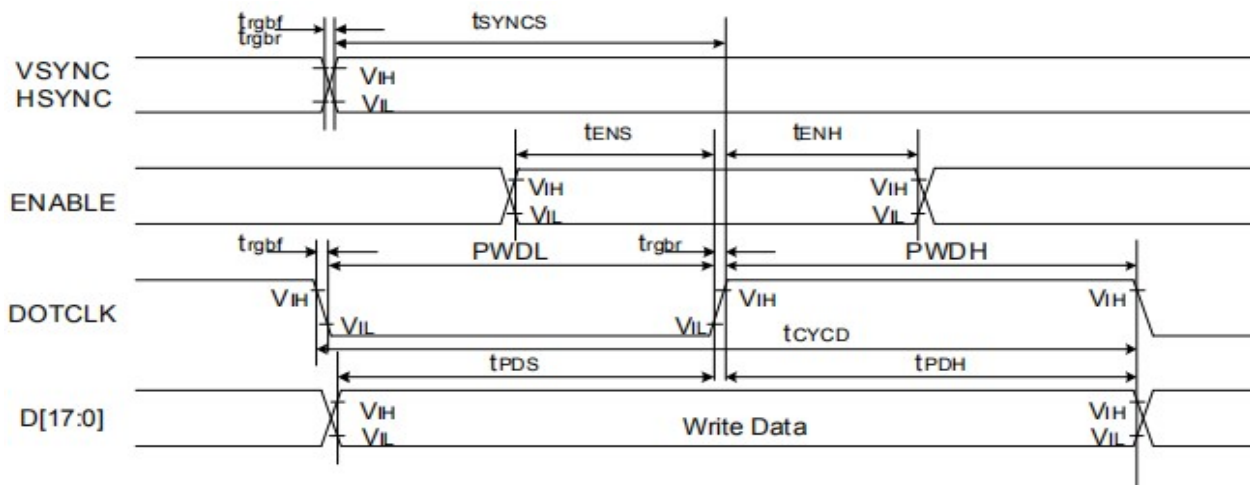 trgbf
trgbr
tSYNCS
VSYNC
HSYNC
VIH
VIL
tENS
tENH
ENABLE
VIH
VIL
VIH
VIL
trgbf
PWDL
trgbr
PWDH
DOTCLK
VIH
VIL
VIL
VIH
VIH
tCYCD
tPDS
tPDH
D[17:0]
VIH
VIL
Write Data
VIH
VIL